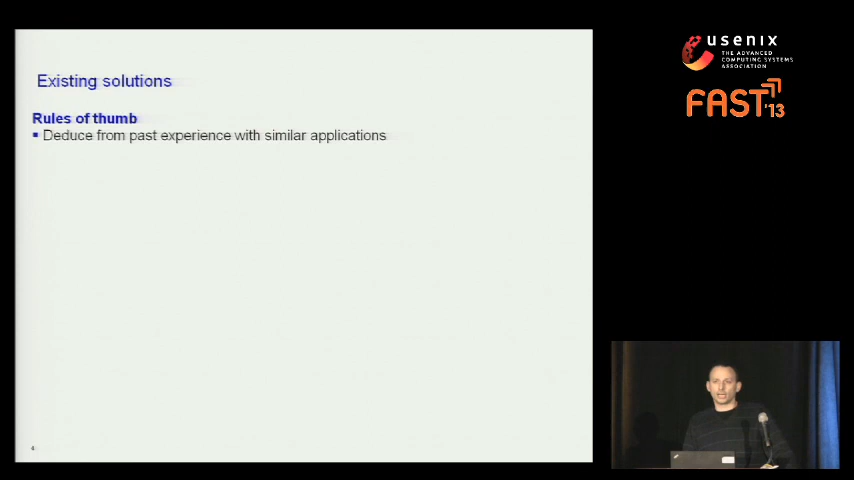 Existing solutions
Rules of thumb
Deduce from past experience with similar applications
4
usenix
THE ADVANCED
COMPUTING SYSTEMS
ASSOCIATION
FAST '13